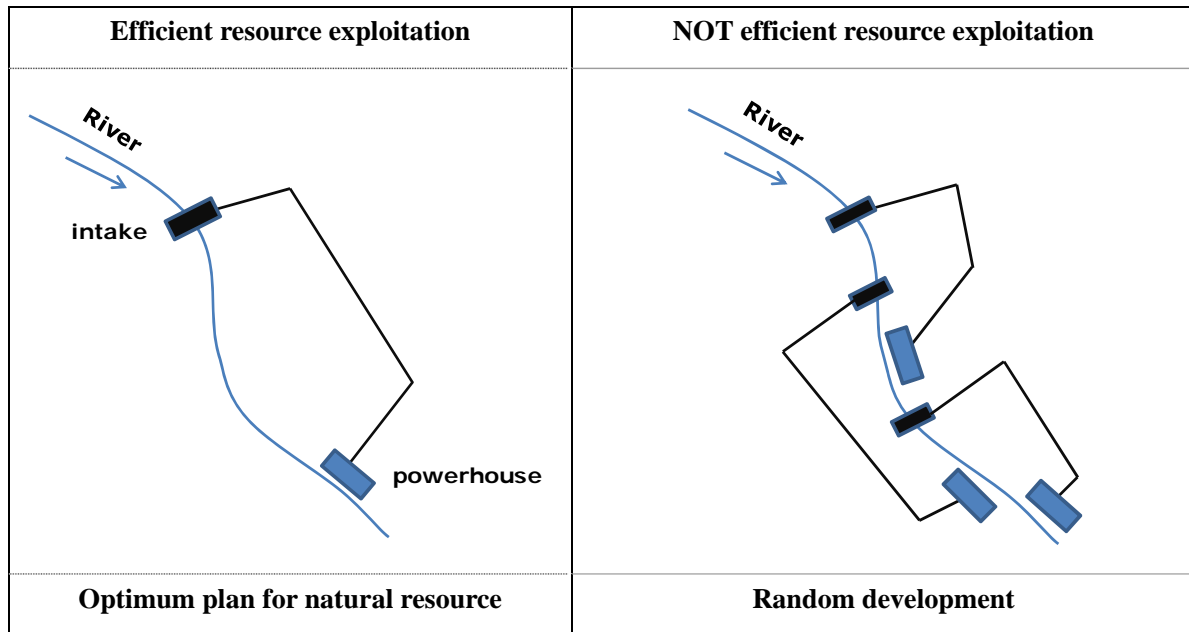 Efficient resource exploitation
NOT efficient resource exploitation
River
intake
powerhouse
River
Optimum plan for natural resource
Random development